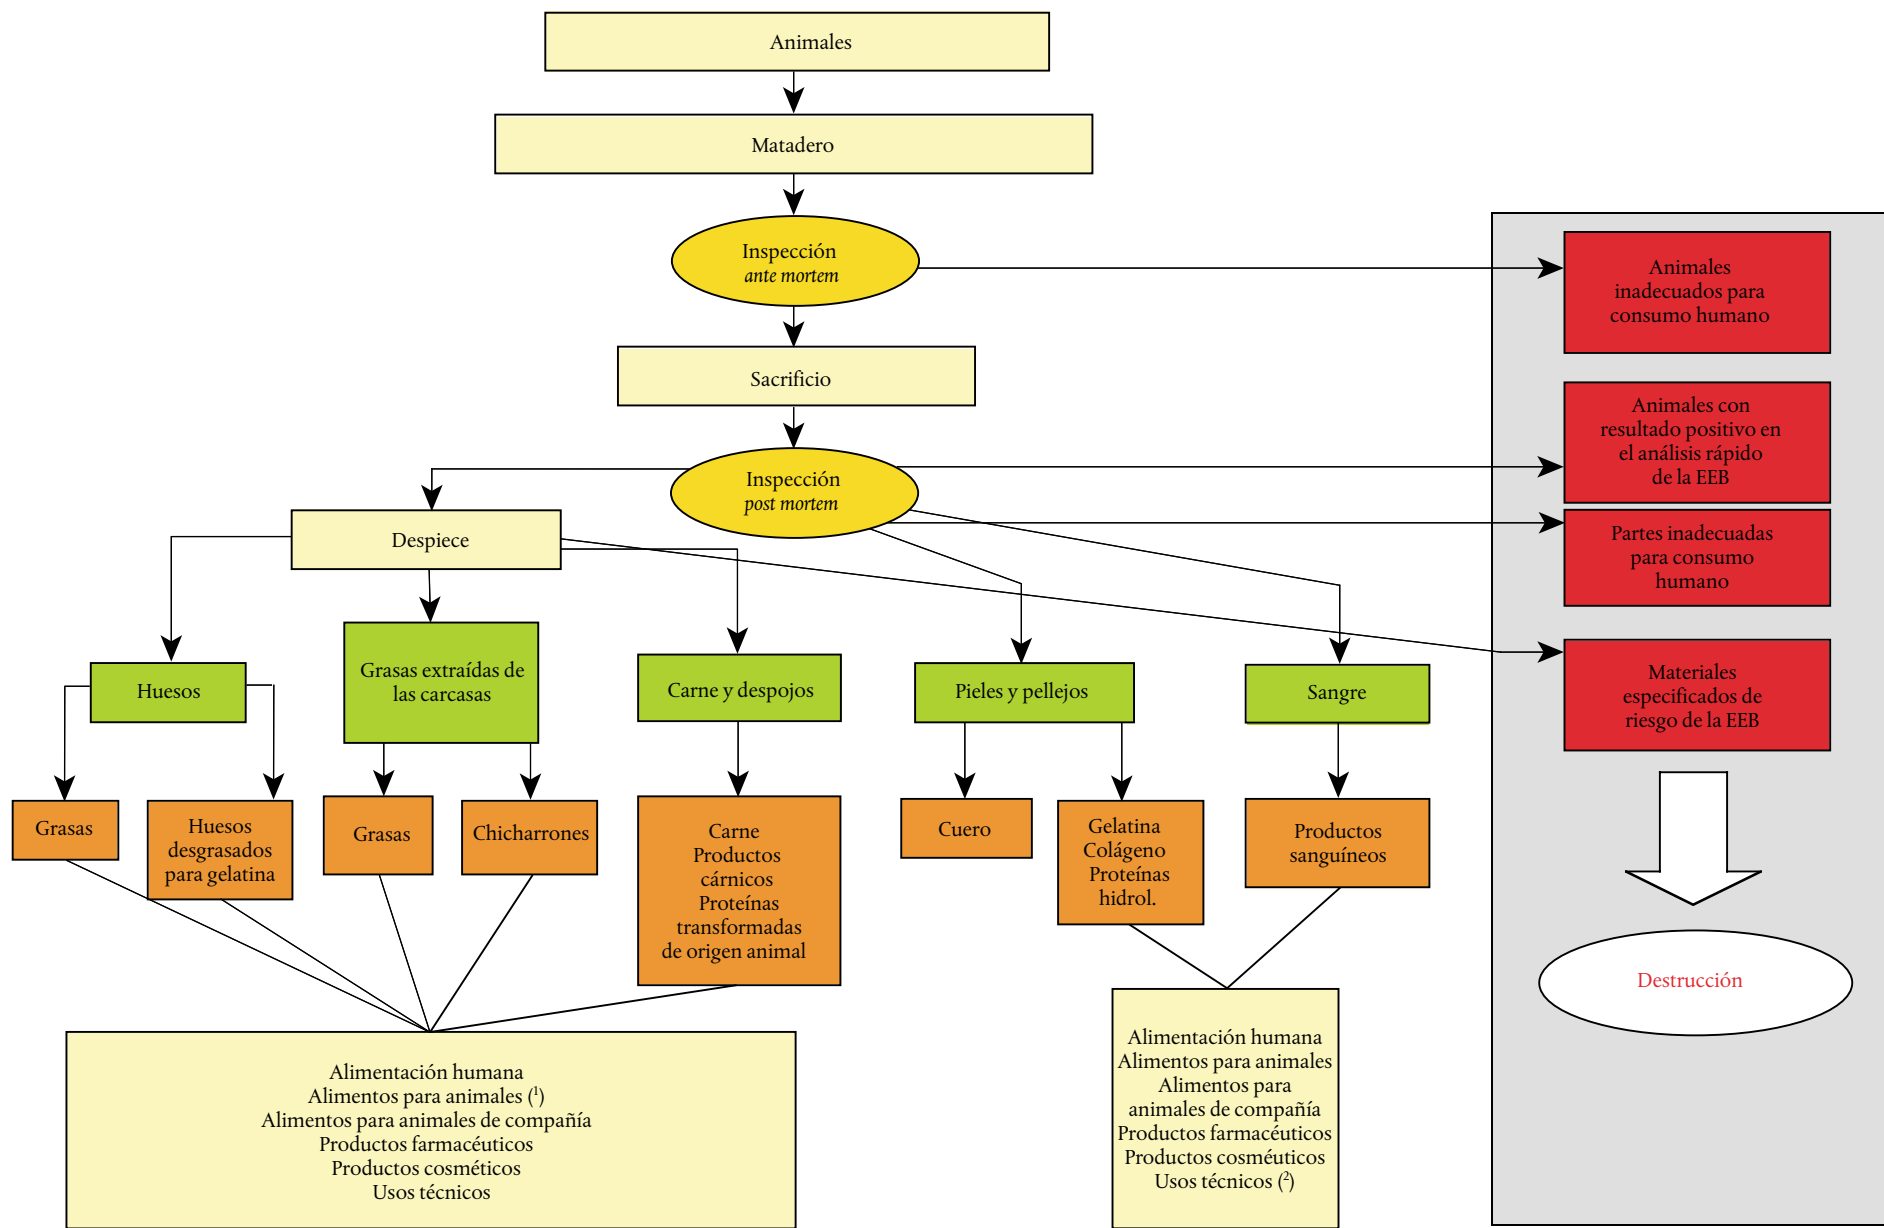 Animales
Matadero
Inspección
ante mortem
Animales
inadecuados para
consumo humano
Sacrificio
Animales con
resultado positivo en
el análisis rápido
de la EEB
Inspección
post mortem
Partes inadecuadas
para consumo
humano
Despiece
Materiales
especificados de
riesgo de la EEB
Huesos
Grasas extraídas de
las carcasas
Carne y despojos
Pieles y pellejos
Sangre
Grasas
Huesos
desgrasados
para gelatina
Grasas
Chicharrones
Carne
Productos
cárnicos
Proteínas
transformadas
de origen animal
Cuero
Gelatina
Colágeno
Proteínas
hidrol.
Productos
sanguíneos
Destrucción
Alimentación humana
Alimentos para animales (¹)
Alimentos para animales de compañía
Productos farmacéuticos
Productos cosméticos
Usos técnicos
Alimentación humana
Alimentos para animales
Alimentos para
animales de compañía
Productos farmacéuticos
Productos cosméuticos
Usos técnicos (²)